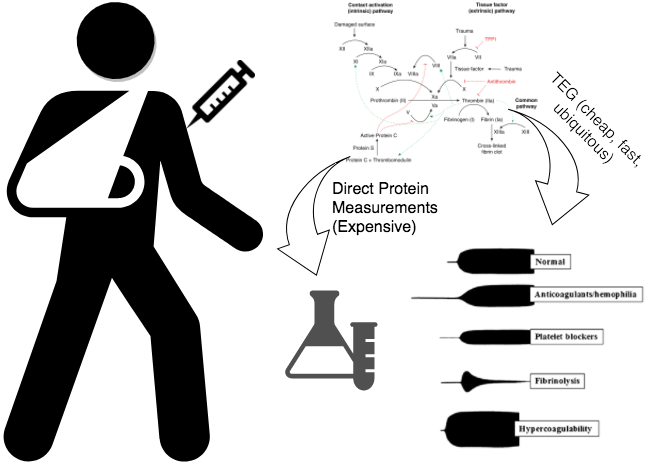 Contact activation
(intrinsic) pathway
Tissue factor
(extrinsic) pathway
Damaged surface
Trauma
TFPI
XII
XIIa
VIIa
VII
XI
XIa
VIII
Tissue factor
Trauma
IX
IXa
VIIIa
Antithrombin
X
X
Xa
Prothrombin (II)
Thrombin (IIa)
Common
pathway
Va
V
Fibrinogen (I)
Fibrin (Ia)
Active Protein C
XIIIa
XIII
Protein S
Cross-linked
fibrin clot
Protein C + Thrombomodulin
TEG (cheap, fast,
ubiquitous)
Direct Protein
Measurements
(Expensive)
Normal
Anticoagulants/hemophilia
Platelet blockers
Fibrinolysis
Hypercoagulability